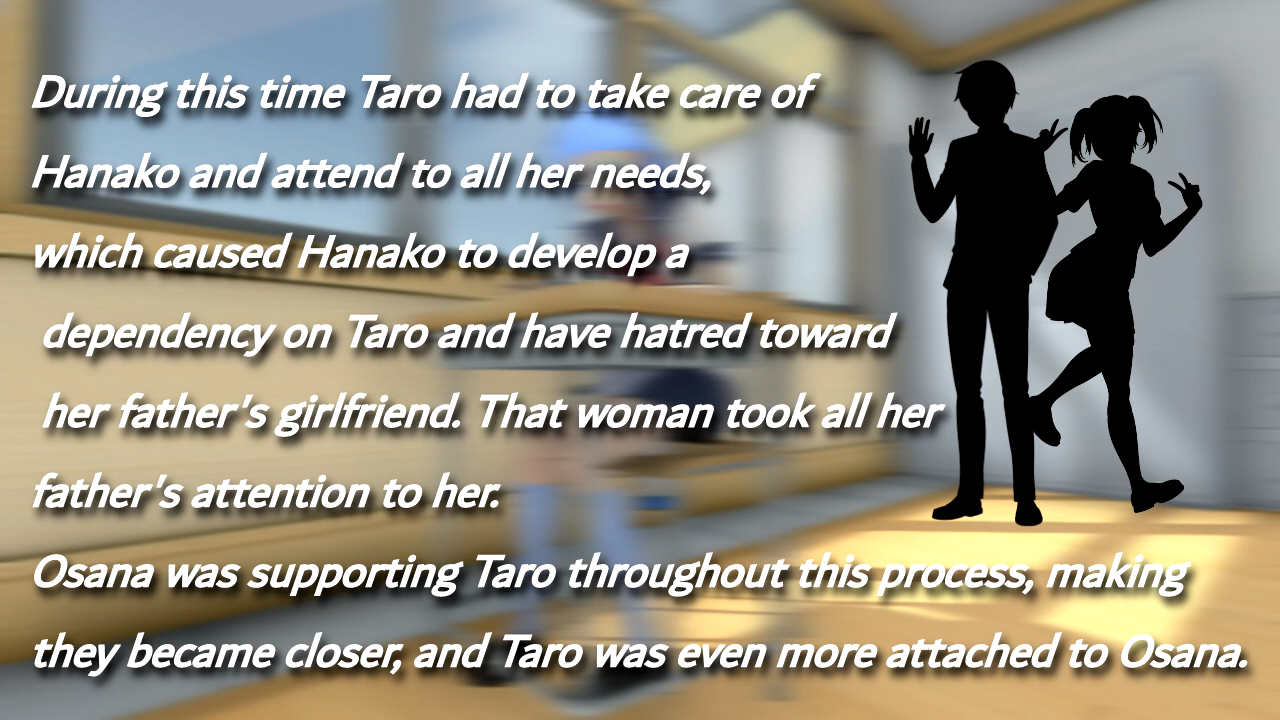 During this time Taro had to take care of
Hanako and attend to all her needs,
which caused Hanako to develop a
dependency on Taro and have hatred toward
her father's girlfriend. That woman took all her
father's attention to her.
Osana was supporting Taro throughout this process, making
they became closer, and Taro was even more attached to Osana.